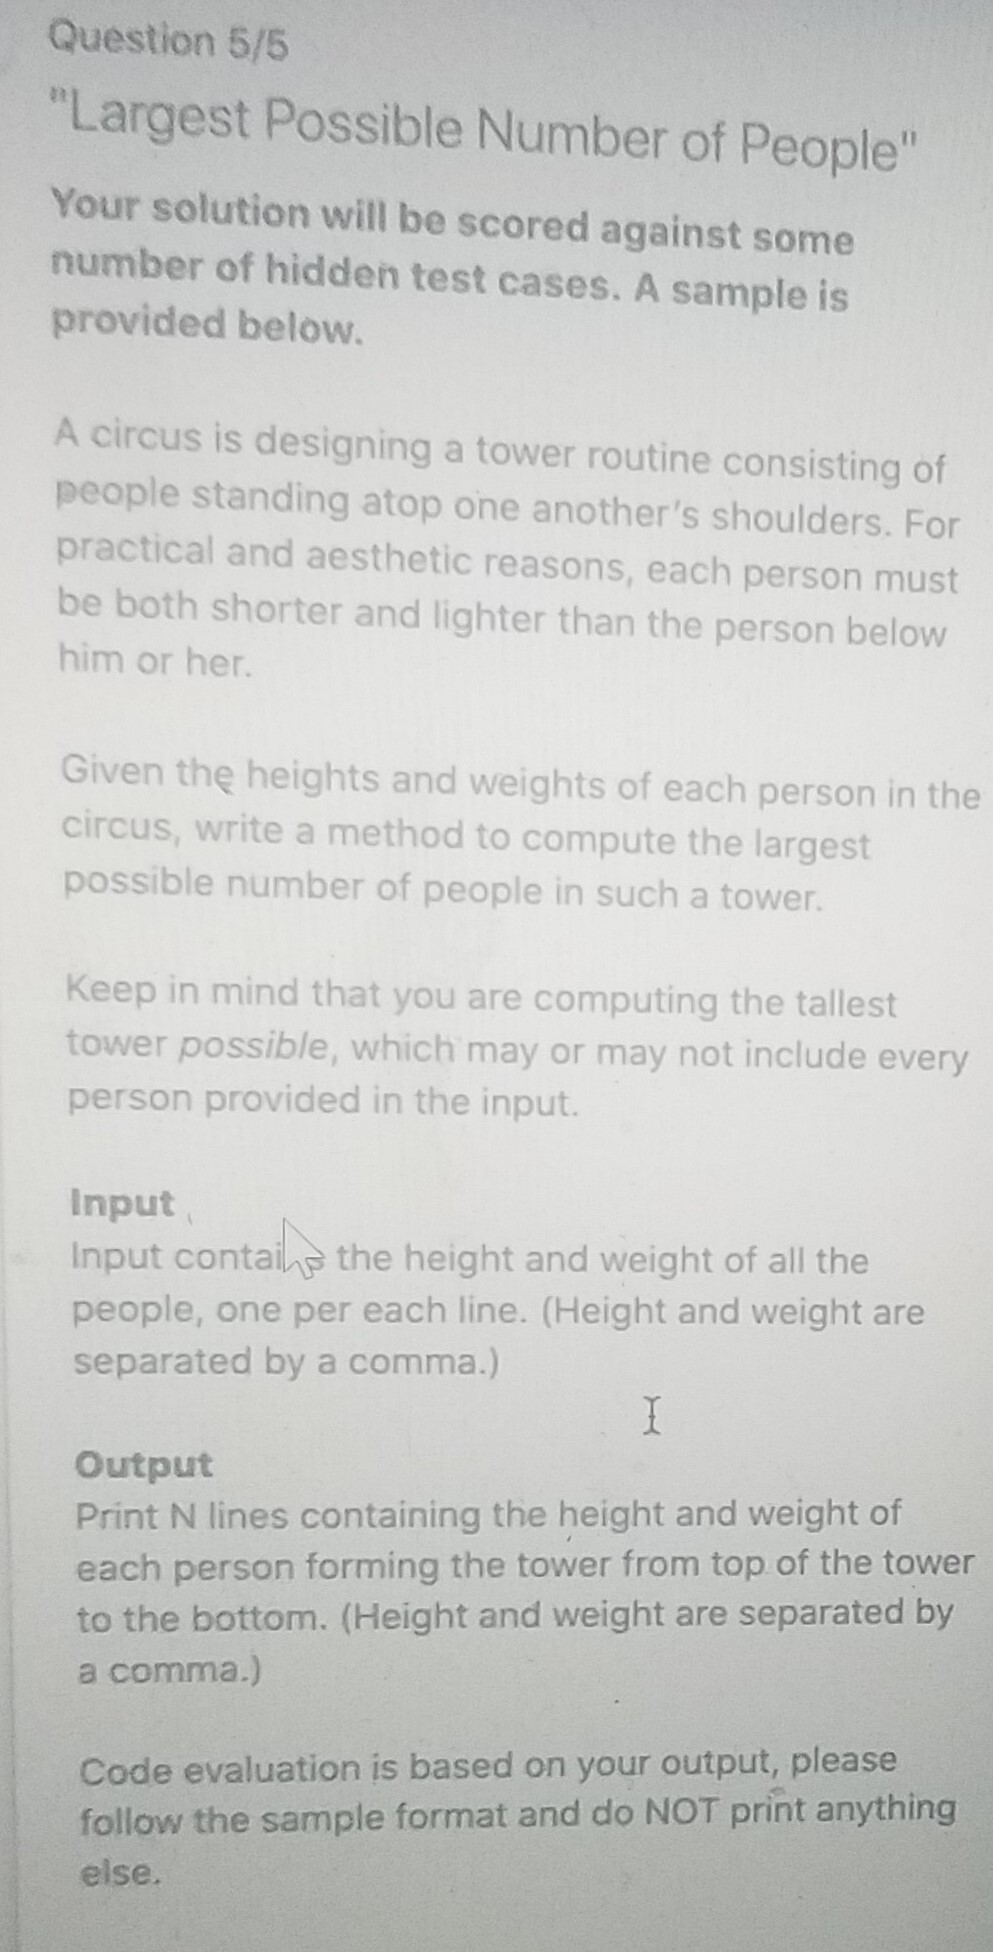 Question 5/5
"Largest Possible Number of People"
Your solution will be scored against some
number of hidden test cases. A sample is
provided below.
A circus is designing a tower routine consisting of
people standing atop one another's shoulders. For
practical and aesthetic reasons, each person must
be both shorter and lighter than the person below
him or her.
Given the heights and weights of each person in the
circus, write a method to compute the largest
possible number of people in such a tower.
Keep in mind that you are computing the tallest
tower possible, which may or may not include every
person provided in the input.
Input
Input contains the height and weight of all the
people, one per each line. (Height and weight are
separated by a comma.)
Output
Print N lines containing the height and weight of
each person forming the tower from top of the tower
to the bottom. (Height and weight are separated by
a comma.)
Code evaluation is based on your output, please
follow the sample format and do NOT print anything
else.